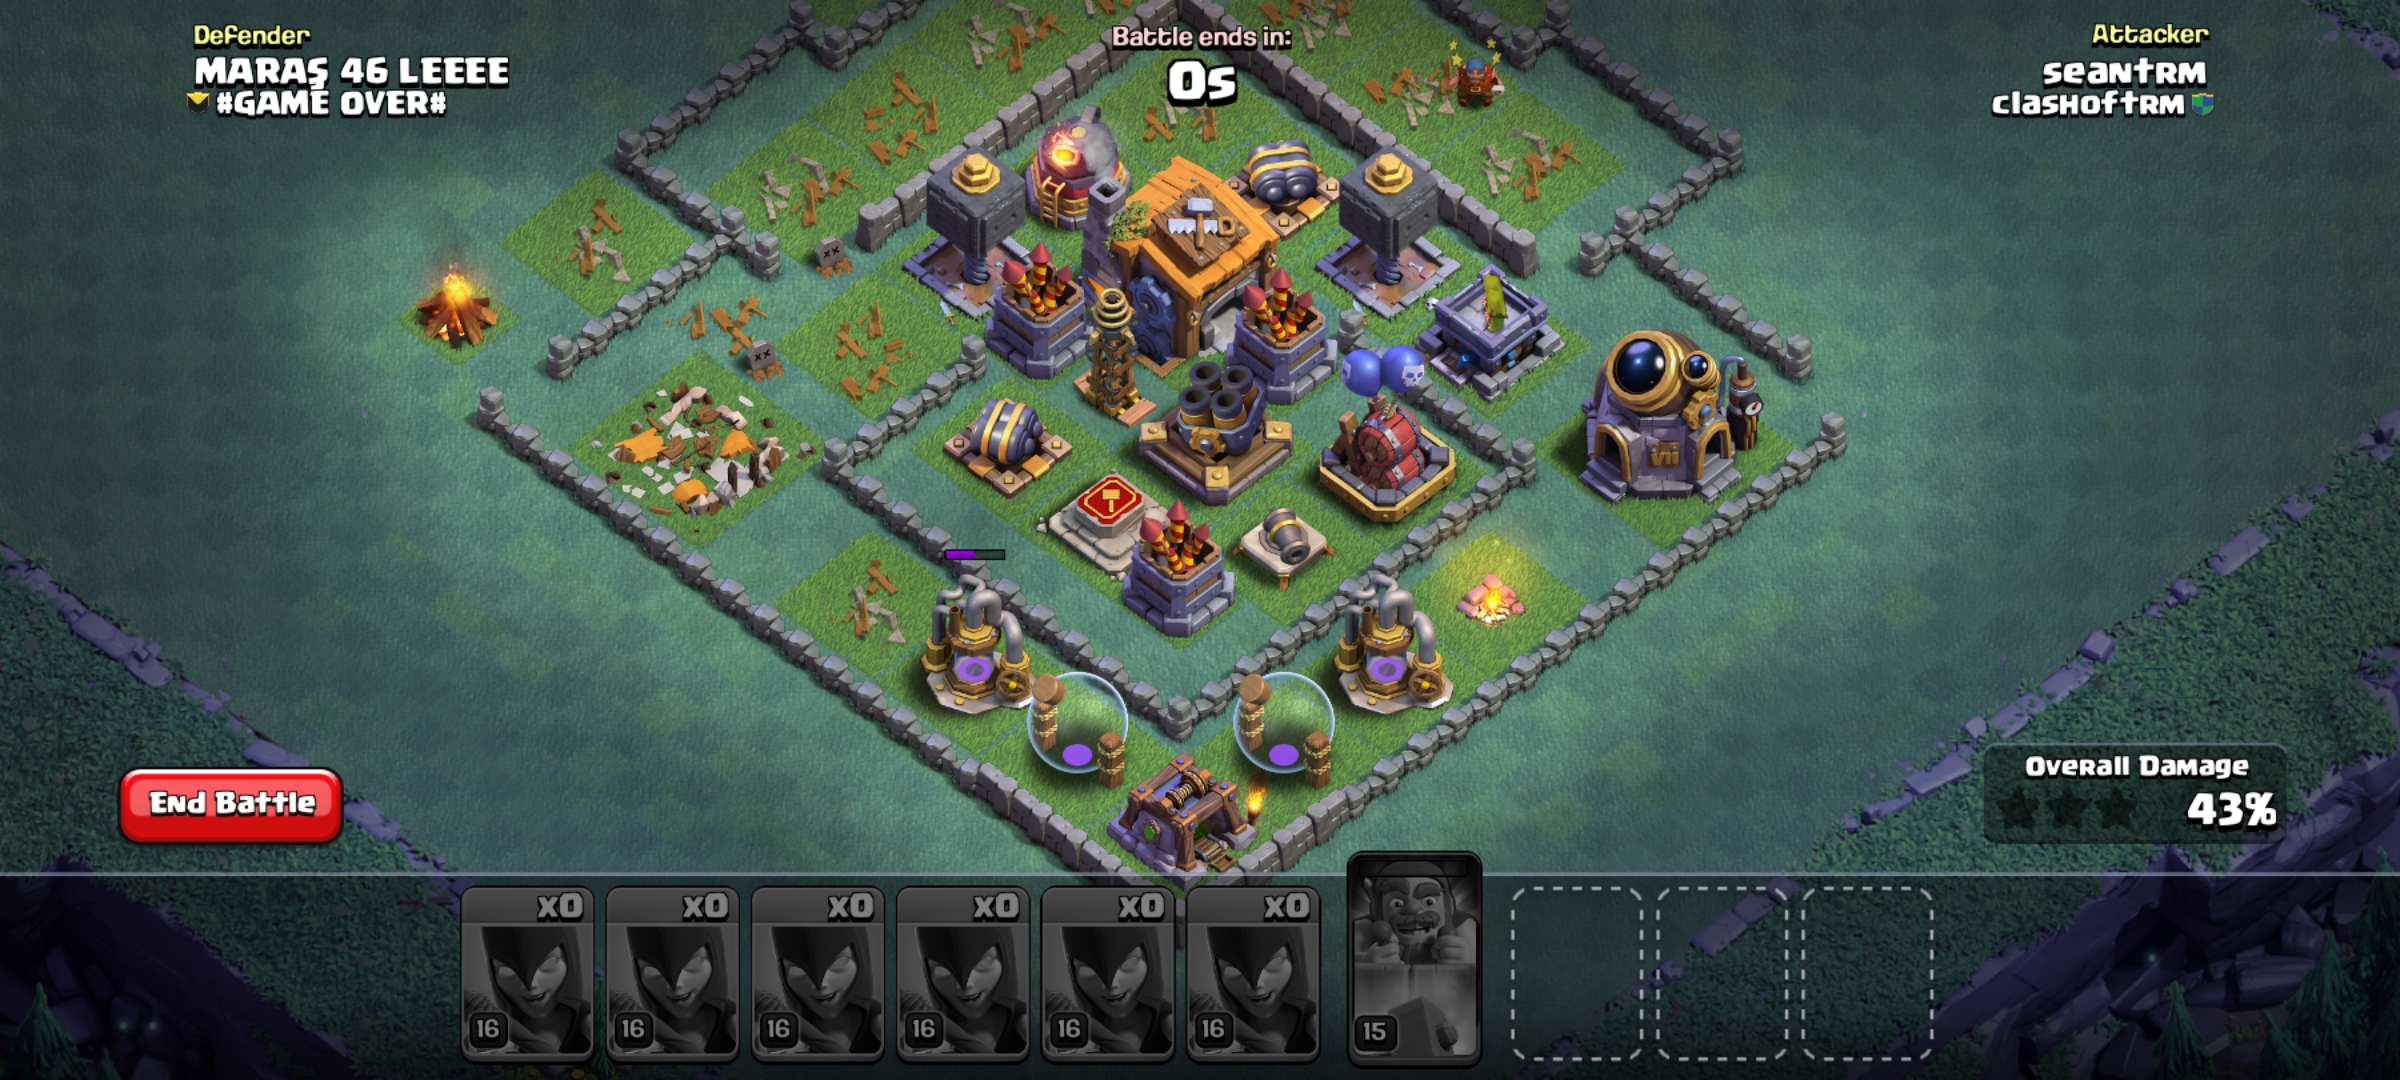 Defender
MARAŞ 46 LEEEE
#GAME OVER#
Battle ends in:
0s
Attacker
seantRM
clashoftRM
VII
End Battle
Overall Damage
43%
x0
x0
x0
x0
x0
x0
16
16
16
16
16
16
15